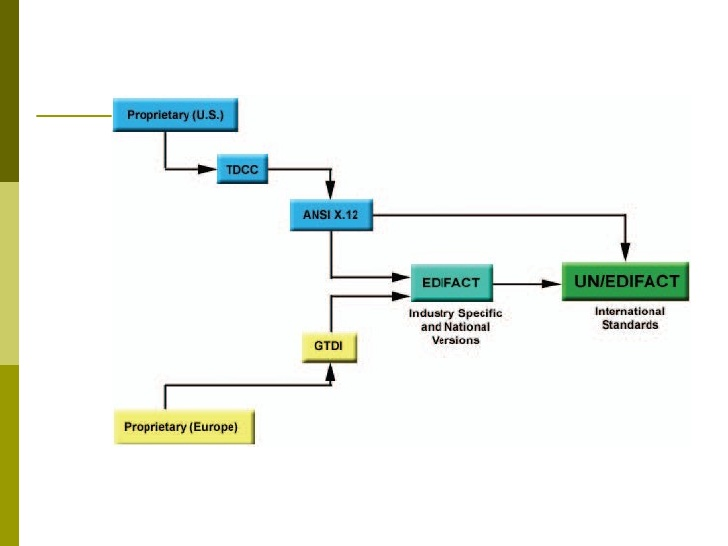 Proprietary (U.S.)
TDCC
ANSI X.12
EDIFACT
UN/EDIFACT
Industry Specific
and National
Versions
International
Standards
GTDI
Proprietary (Europe)